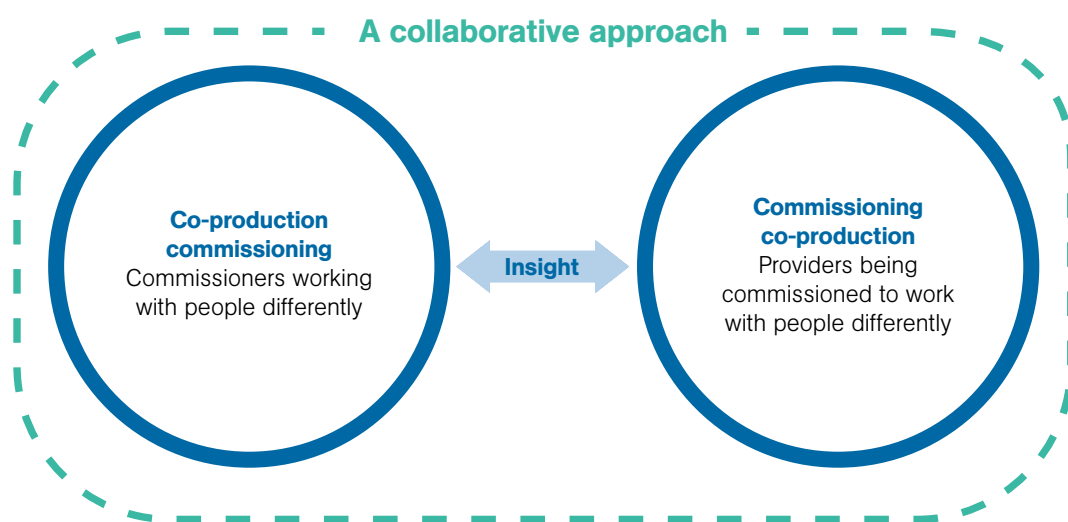 A collaborative approach
Co-production
commissioning
Commissioners working
with people differently
Insight
Commissioning
co-production
Providers being
commissioned to work
with people differently